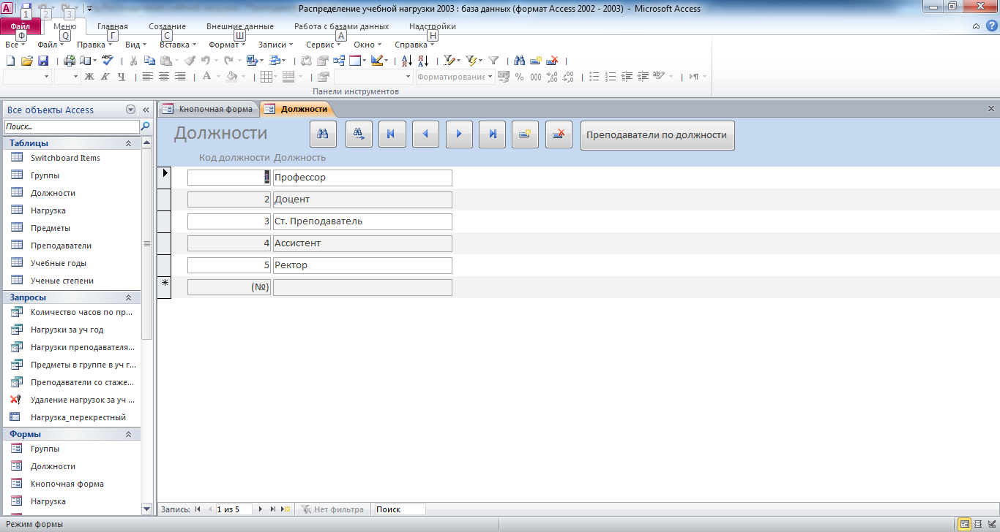 Распределение учебной нагрузки 2003 : база данных (формат Access 2002 - 2003) - Microsoft Access
1 2 3
Файл Меню Главная Создание Внешние данные Работа с базами данных Надстройки
Ф Q Г С Ш А Н
Все Файл Правка Вид Вставка Формат Записи Сервис Окно Справка
Форматирование
Панели инструментов
Все объекты Access
Поиск...
Таблицы
Switchboard Items
Группы
Должности
Нагрузка
Предметы
Преподаватели
Учебные годы
Ученые степени
Запросы
Количество часов по пр...
Нагрузки за уч год
Нагрузки преподавателя...
Предметы в группе в уч г...
Преподаватели со стаже...
Удаление нагрузок за уч ...
Нагрузка_перекрестный
Формы
Группы
Должности
Кнопочная форма
Нагрузка
Кнопочная форма Должности
Должности
Преподаватели по должности
Код должности Должность
1 Профессор
2 Доцент
3 Ст. Преподаватель
4 Ассистент
5 Ректор
(№)
Запись: 1 из 5 Нет фильтра Поиск
Режим формы